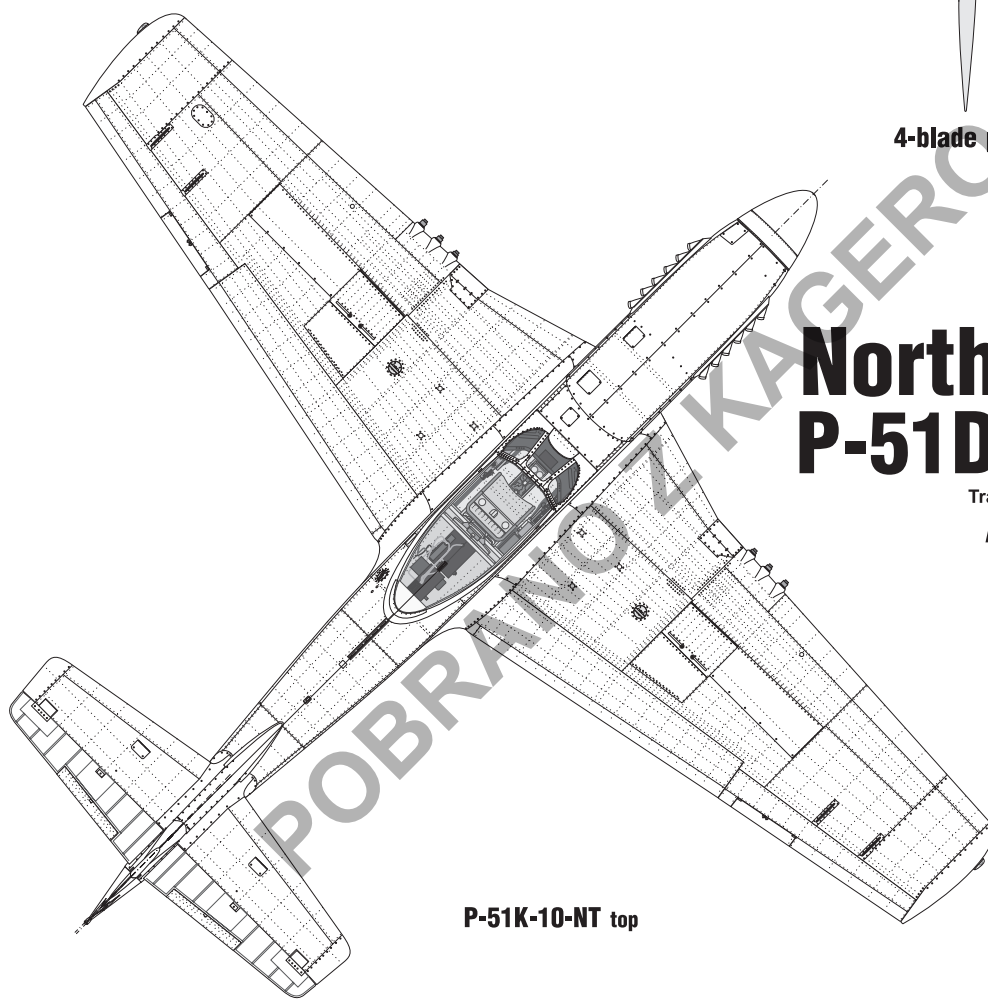 4-blade
North
P-51D
Tra
POBRANO Z KAGERO
P-51K-10-NT top